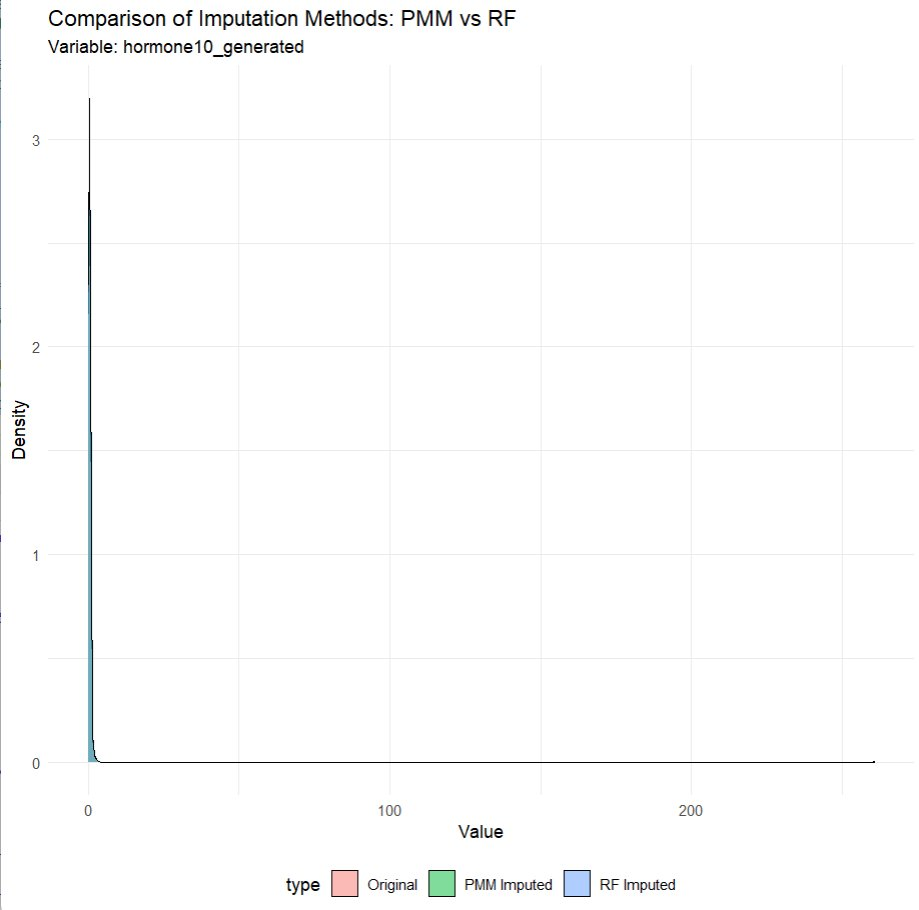 Comparison of Imputation Methods: PMM vs RF
Variable: hormone10_generated
3
2
1
0
Density
0 100 200
Value
type Original PMM Imputed RF Imputed